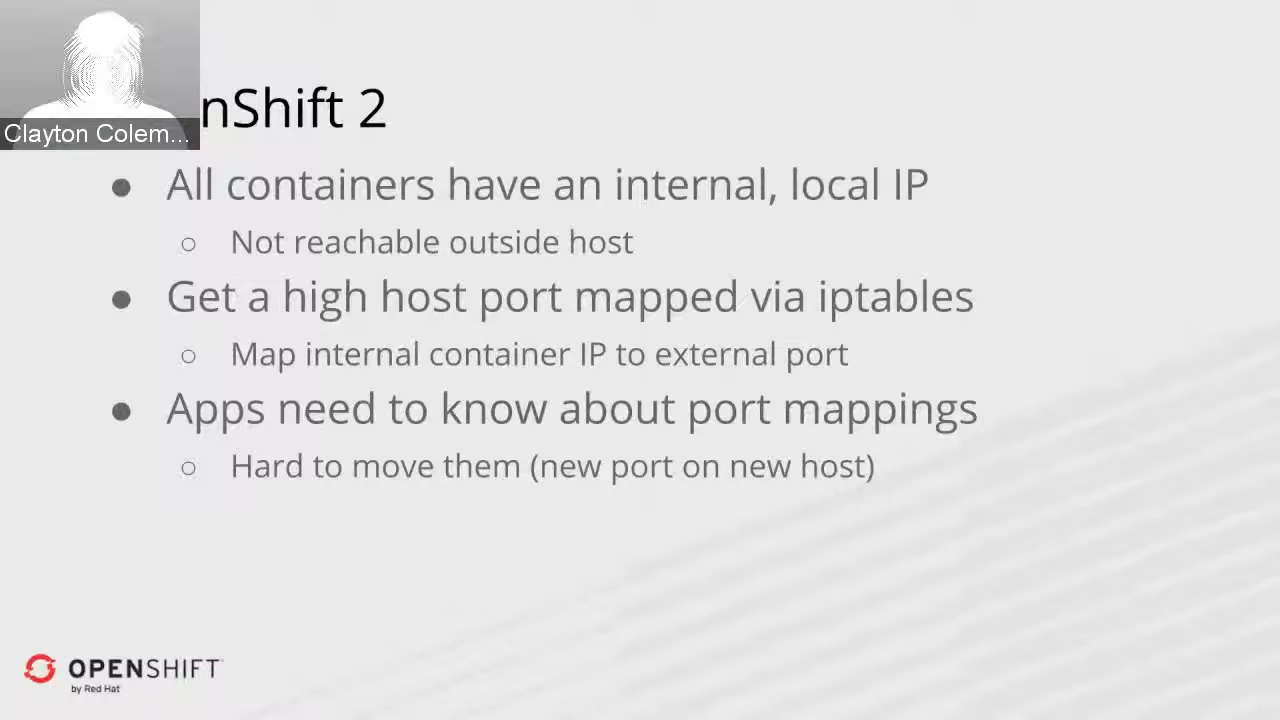 Clayton Colem...
nShift 2
● All containers have an internal, local IP
○ Not reachable outside host
● Get a high host port mapped via iptables
○ Map internal container IP to external port
● Apps need to know about port mappings
○ Hard to move them (new port on new host)
OPENSHIFT
by Red Hat